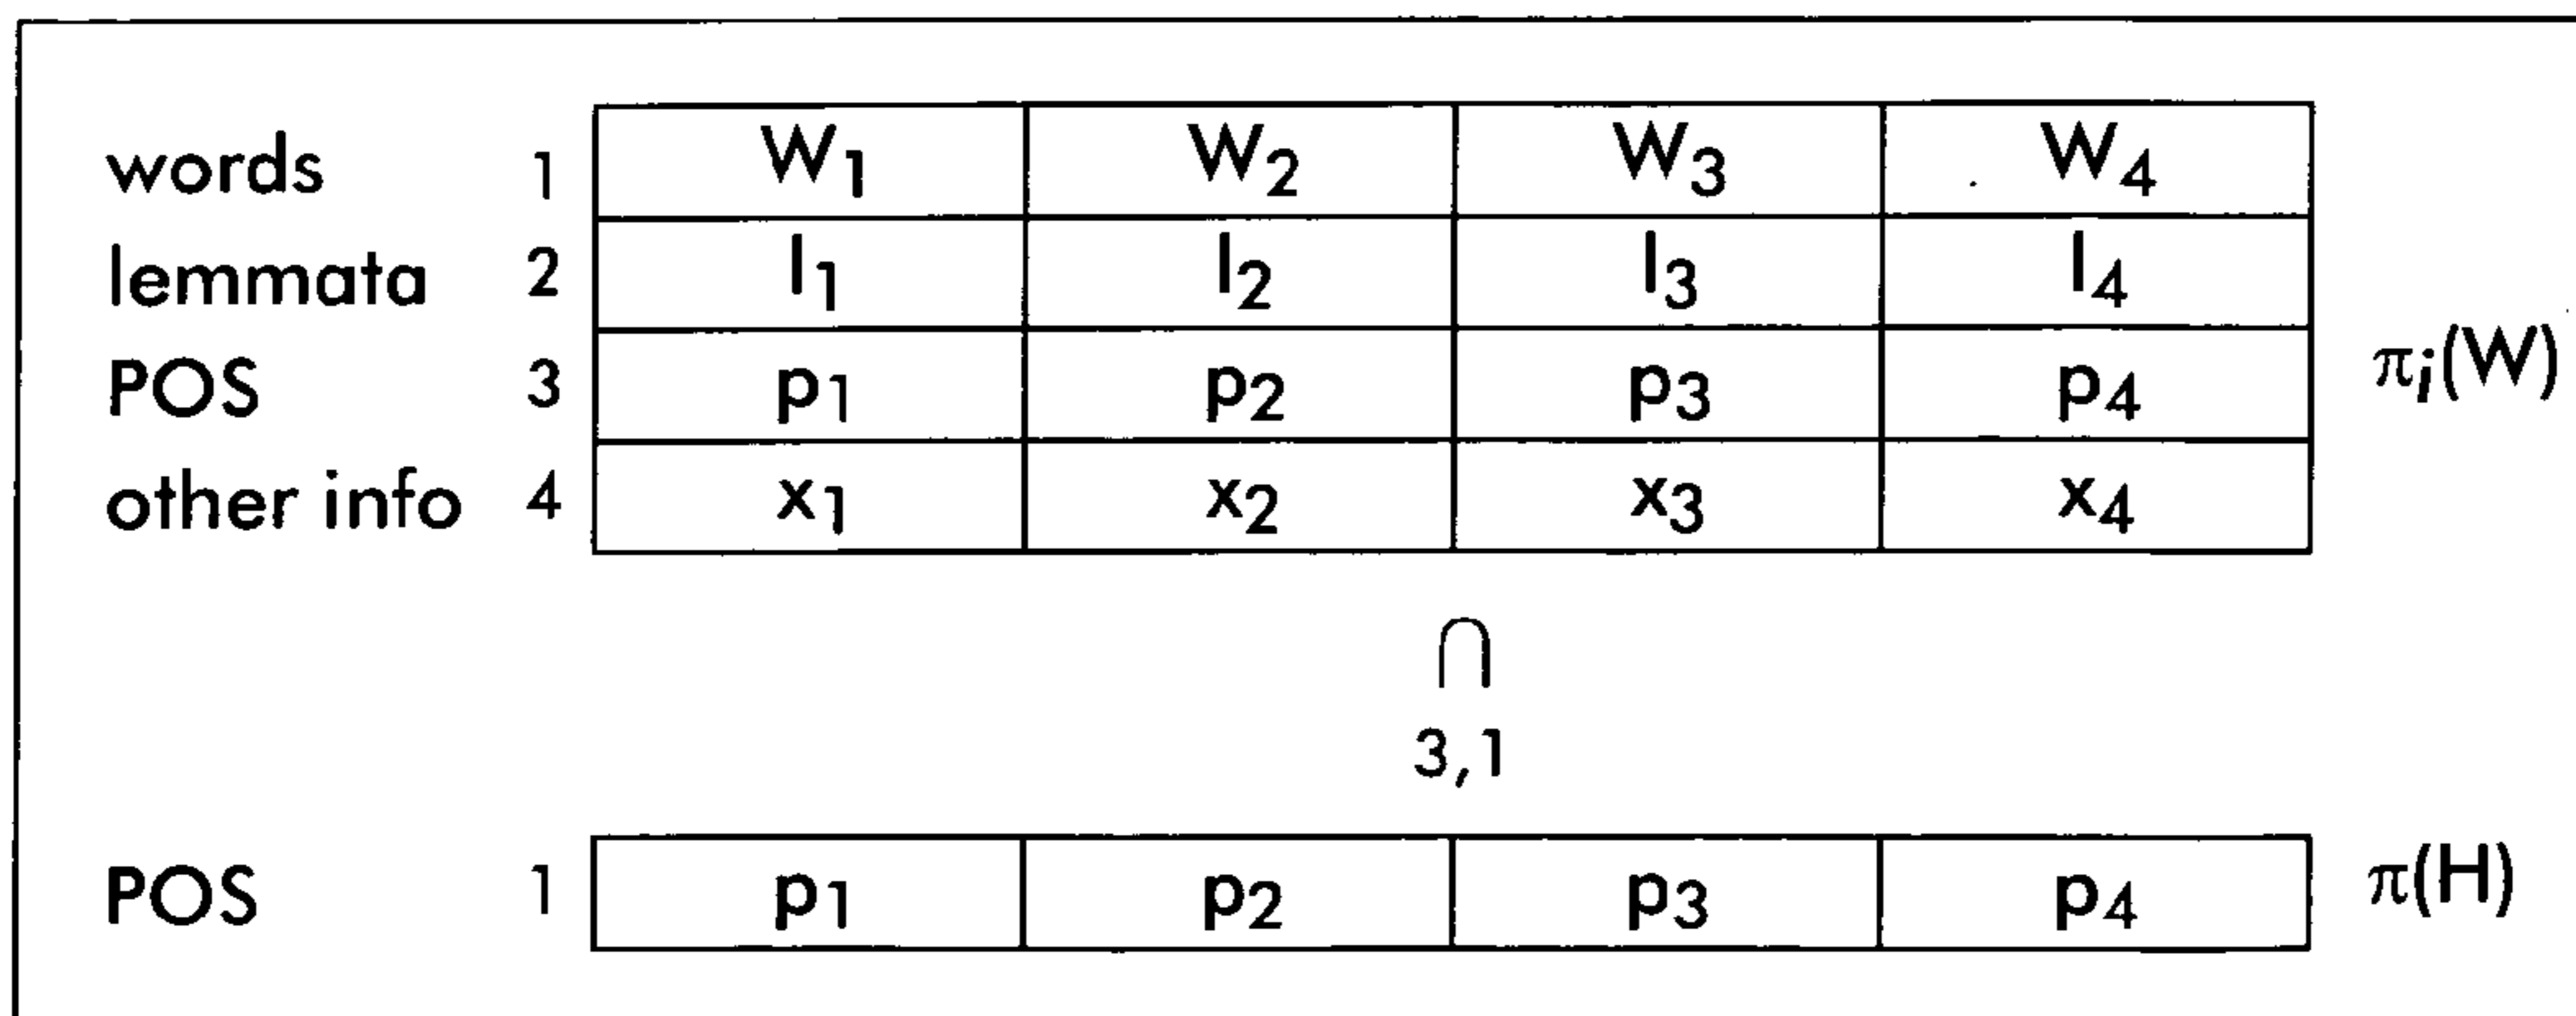 words 1 W1 W2 W3 W4
lemmata 2 l1 l2 l3 l4
POS 3 p1 p2 p3 p4 πi(W)
other info 4 x1 x2 x3 x4
∩
3,1
POS 1 p1 p2 p3 p4 π(H)